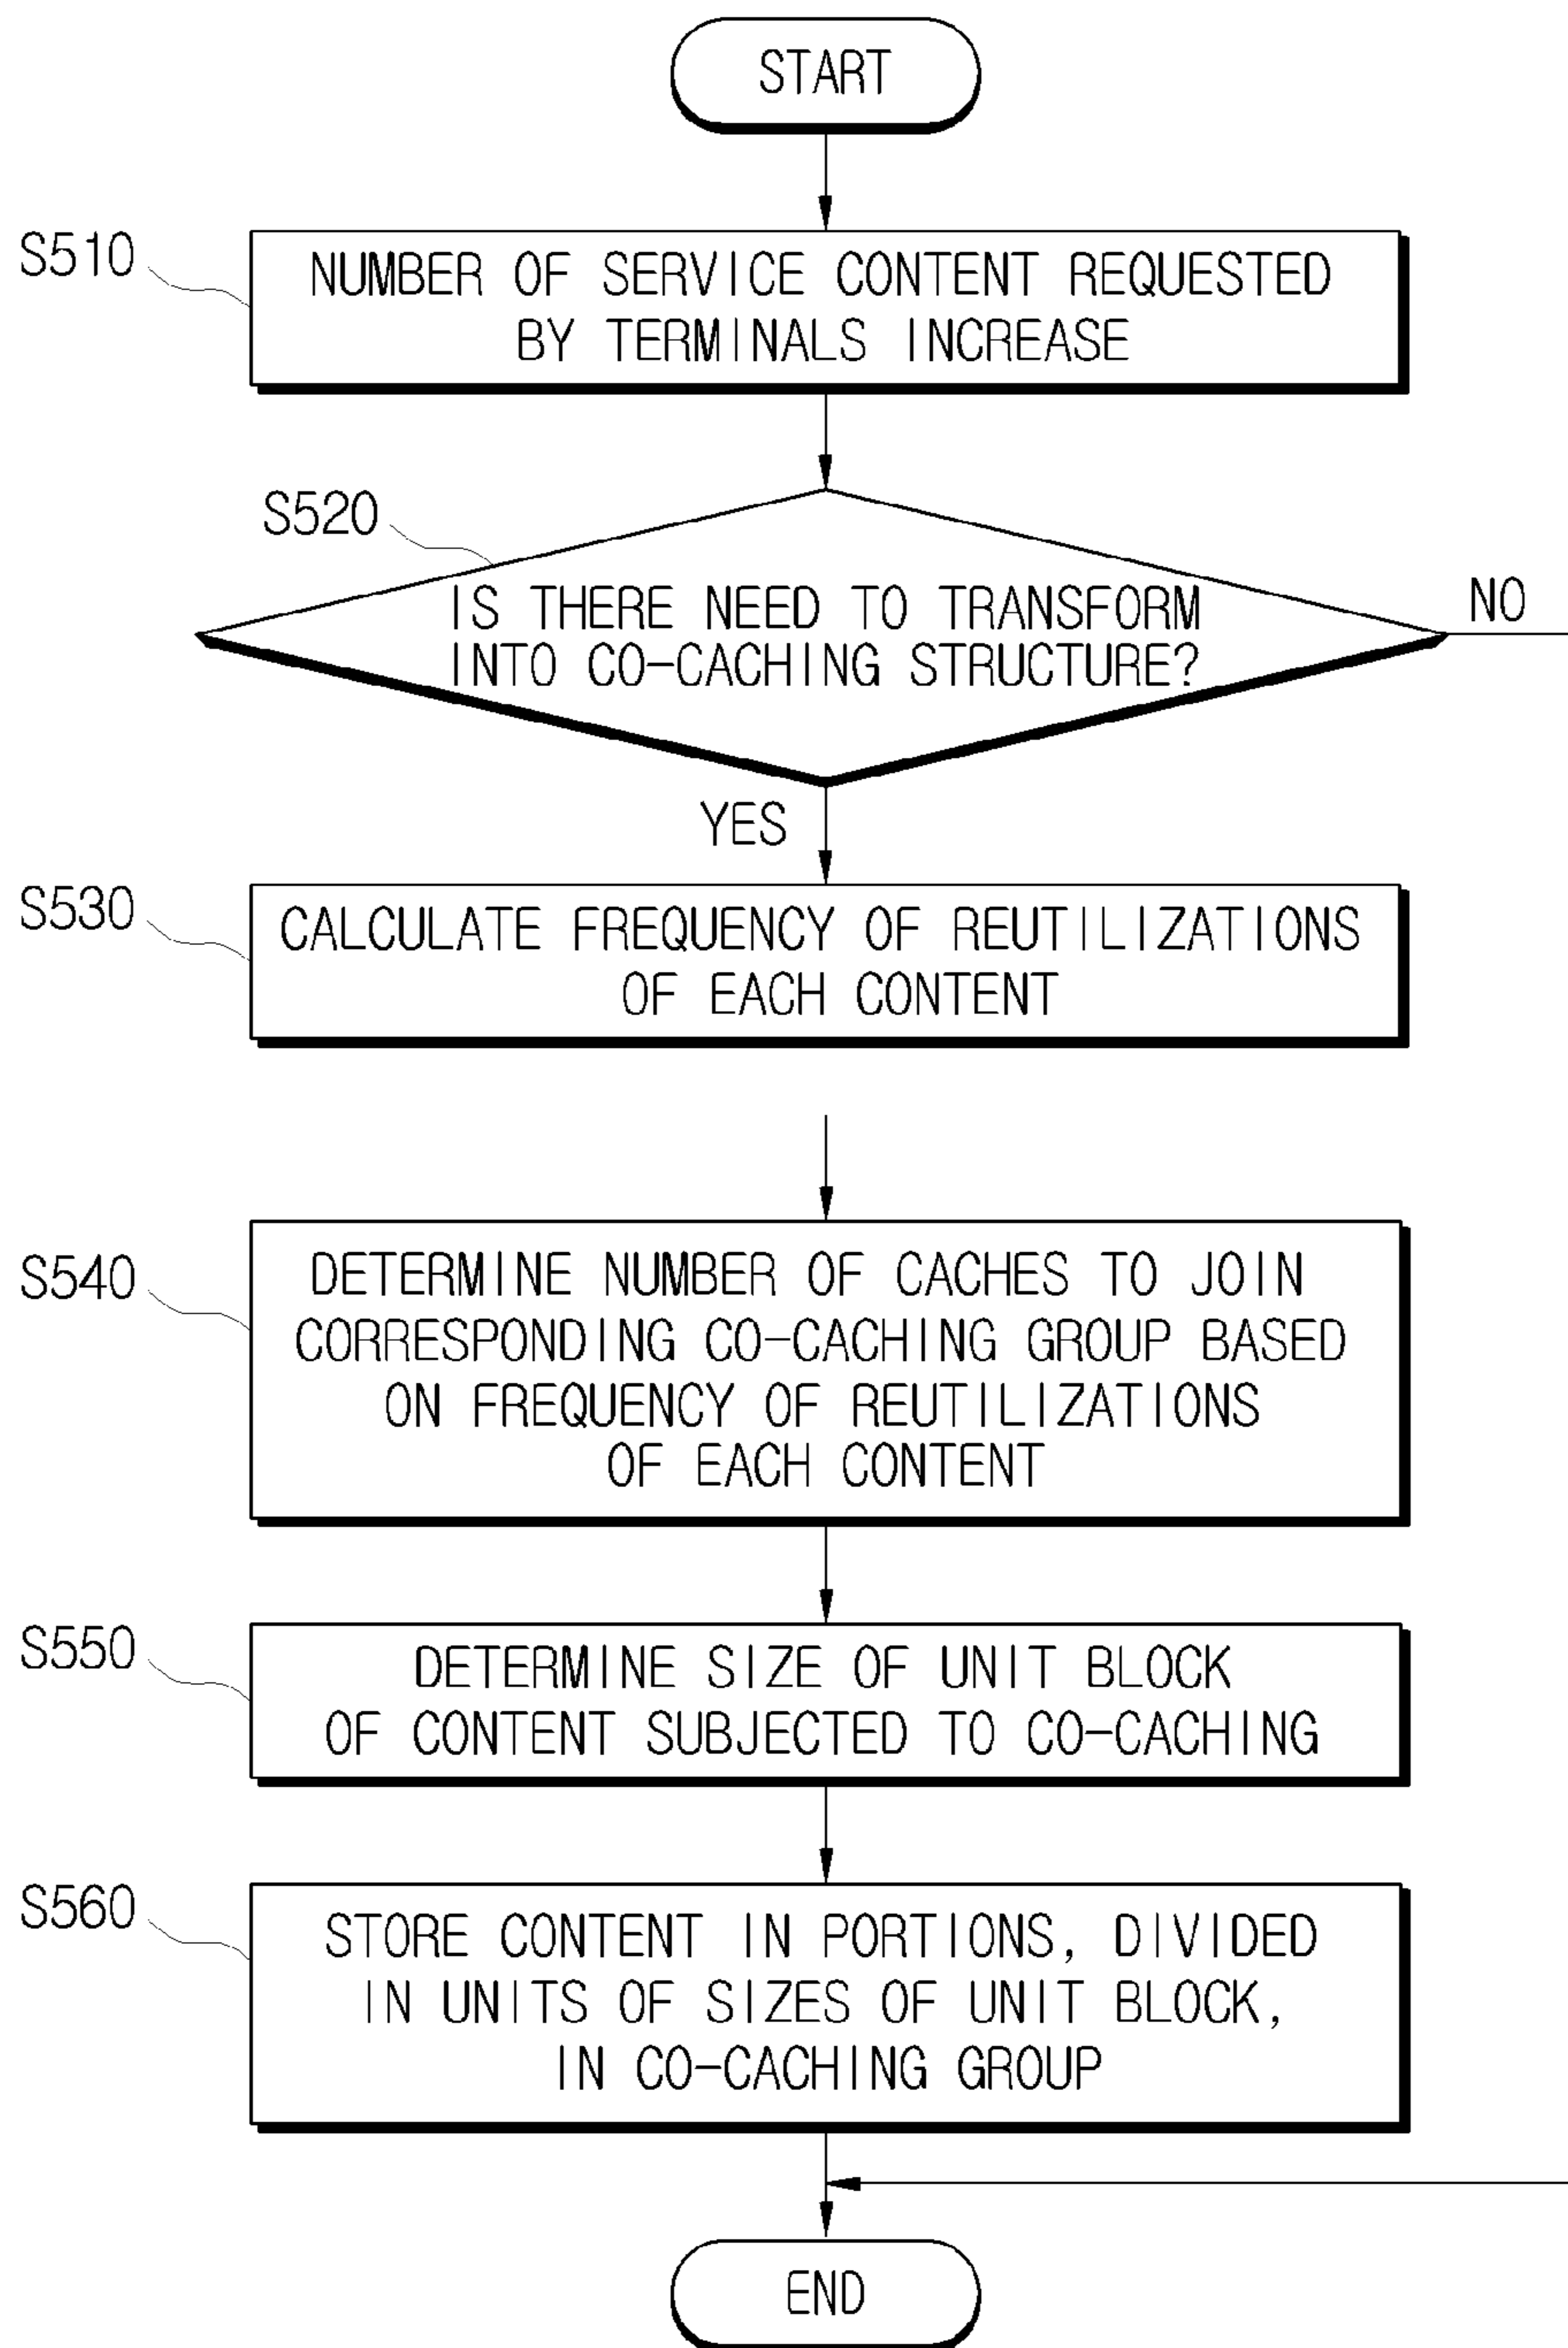 START
S510
NUMBER OF SERVICE CONTENT REQUESTED
BY TERMINALS INCREASE
S520
IS THERE NEED TO TRANSFORM
INTO CO-CACHING STRUCTURE?
NO
YES
S530
CALCULATE FREQUENCY OF REUTILIZATIONS
OF EACH CONTENT
S540
DETERMINE NUMBER OF CACHES TO JOIN
CORRESPONDING CO-CACHING GROUP BASED
ON FREQUENCY OF REUTILIZATIONS
OF EACH CONTENT
S550
DETERMINE SIZE OF UNIT BLOCK
OF CONTENT SUBJECTED TO CO-CACHING
S560
STORE CONTENT IN PORTIONS, DIVIDED
IN UNITS OF SIZES OF UNIT BLOCK,
IN CO-CACHING GROUP
END